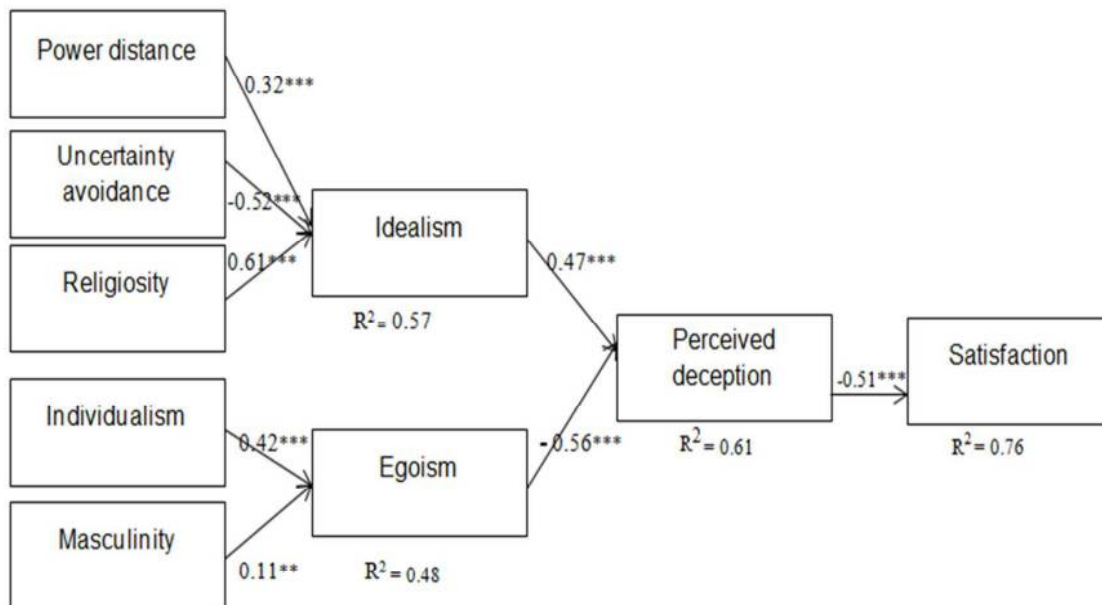 Power distance
0.32***
Uncertainty
avoidance
-0.52***
Religiosity
0.61***
Idealism
R² = 0.57
0.47***
Individualism
0.42***
Masculinity
0.11**
Egoism
R² = 0.48
- 0.56***
Perceived
deception
R² = 0.61
-0.51***
Satisfaction
R² = 0.76